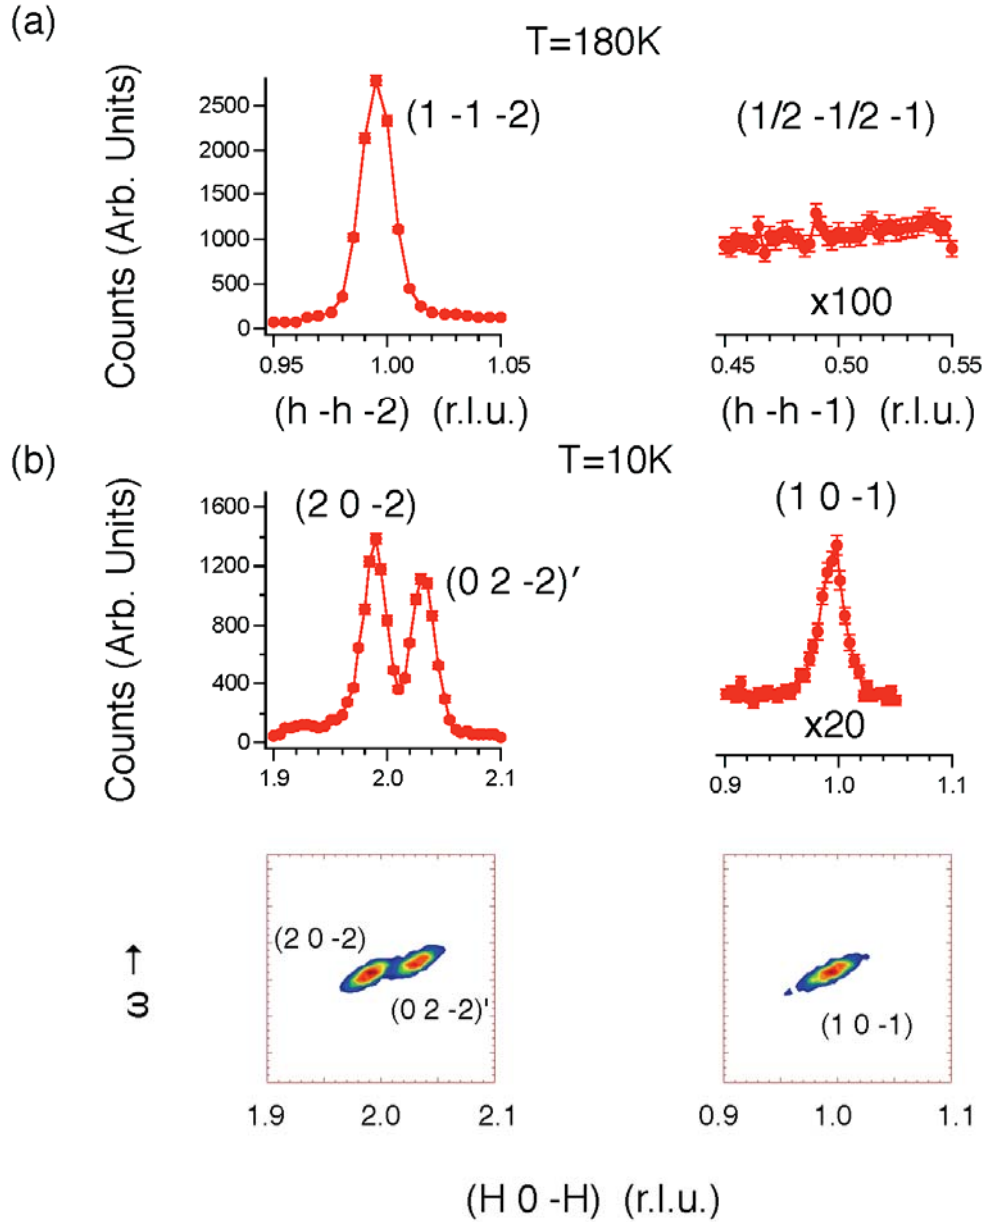 (a)
T=180K
Counts (Arb. Units)
2500
2000
1500
1000
500
0
(1 -1 -2)
0.95 1.00 1.05
(h -h -2) (r.l.u.)
(1/2 -1/2 -1)
x100
0.45 0.50 0.55
(h -h -1) (r.l.u.)
(b)
T=10K
Counts (Arb. Units)
1600
1200
800
400
0
(2 0 -2)
(0 2 -2)′
1.9 2.0 2.1
(1 0 -1)
x20
0.9 1.0 1.1
ω →
(2 0 -2)
(0 2 -2)'
1.9 2.0 2.1
(1 0 -1)
0.9 1.0 1.1
(H 0 -H) (r.l.u.)